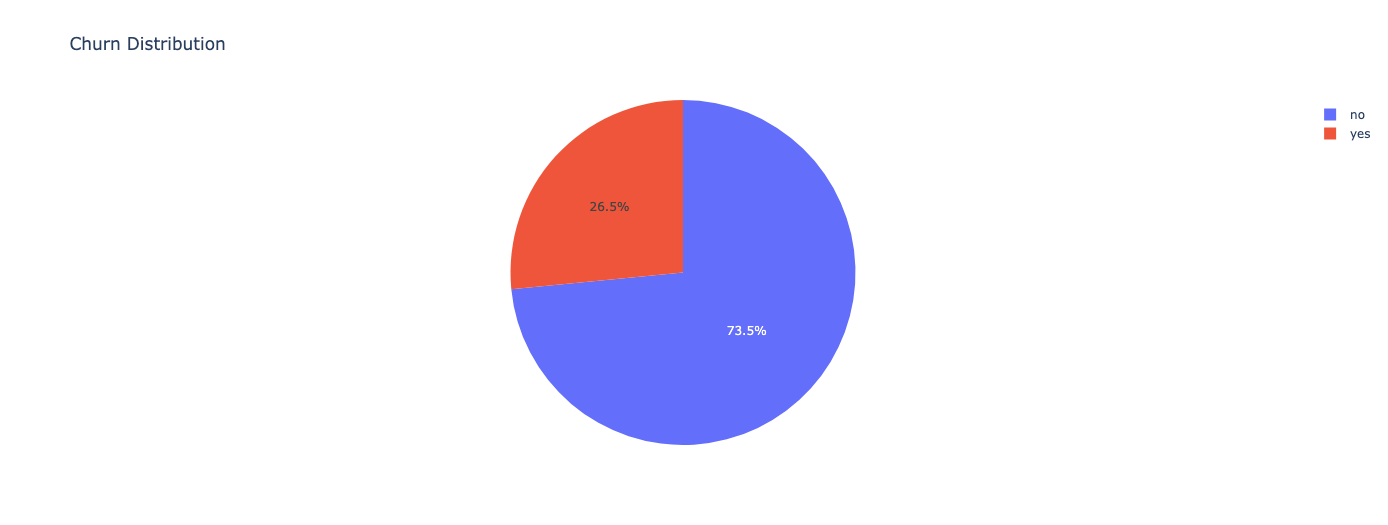 Churn Distribution
no
yes
26.5%
73.5%